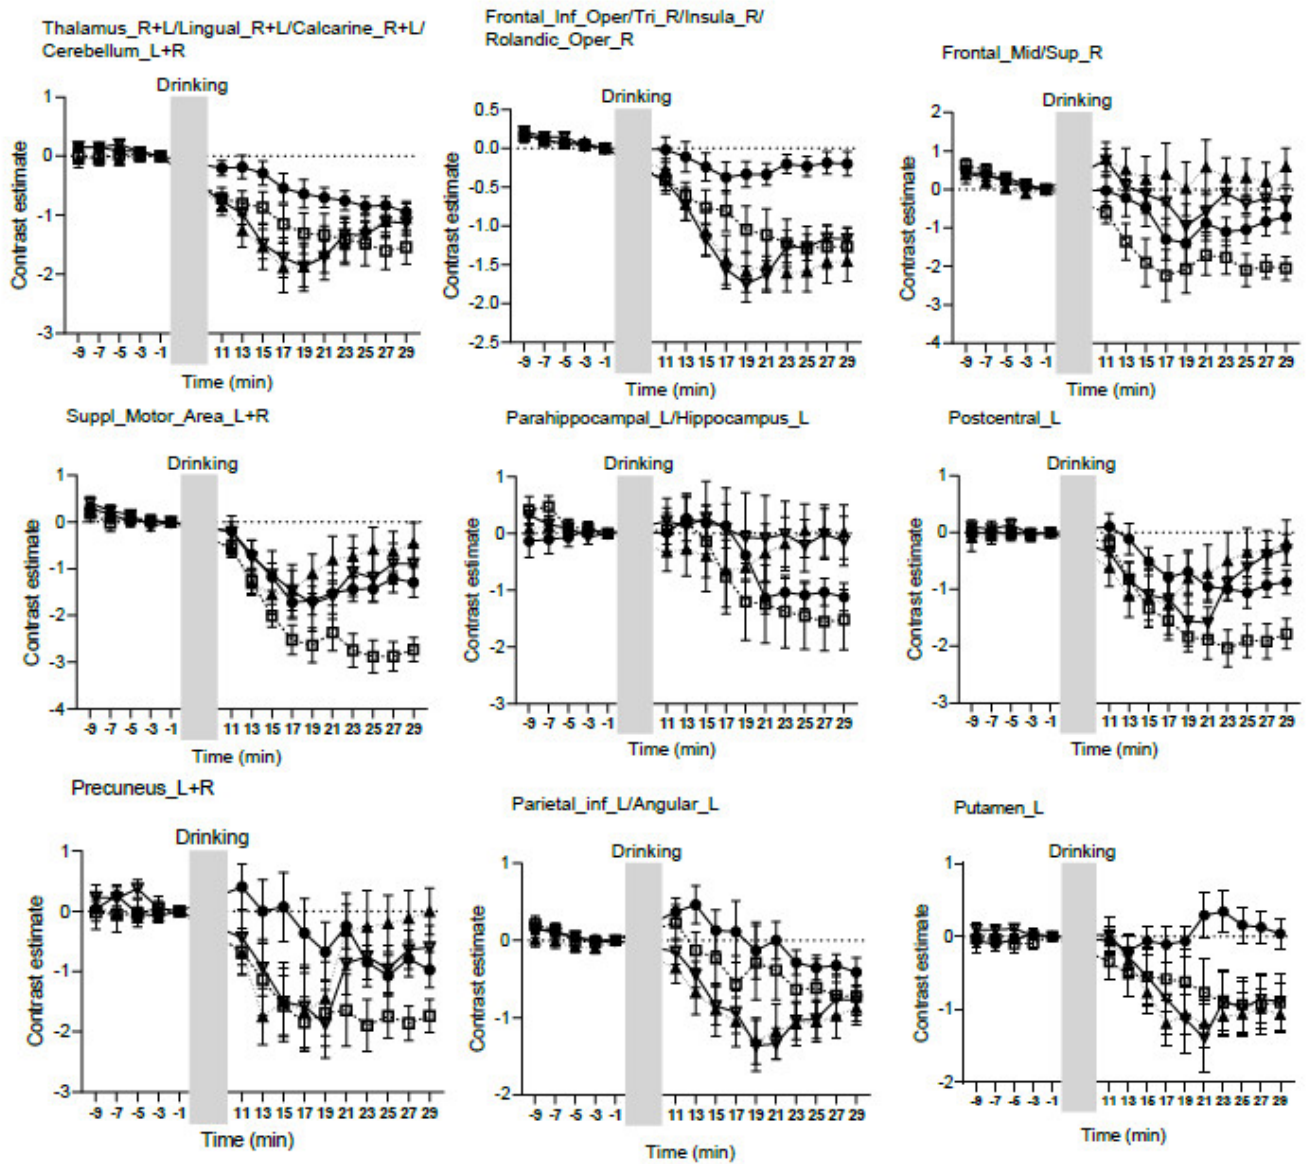 Thalamus_R+L/Lingual_R+L/Calcarine_R+L/
Cerebellum_L+R
Drinking
Contrast estimate
1
0
-1
-2
-3
-9 -7 -5 -3 -1 11 13 15 17 19 21 23 25 27 29
Time (min)
Frontal_Inf_Oper/Tri_R/Insula_R/
Rolandic_Oper_R
Drinking
Contrast estimate
0.5
0.0
-0.5
-1.0
-1.5
-2.0
-2.5
-9 -7 -5 -3 -1 11 13 15 17 19 21 23 25 27 29
Time (min)
Frontal_Mid/Sup_R
Drinking
Contrast estimate
2
1
0
-1
-2
-3
-4
-9 -7 -5 -3 -1 11 13 15 17 19 21 23 25 27 29
Time (min)
Suppl_Motor_Area_L+R
Drinking
Contrast estimate
1
0
-1
-2
-3
-4
-9 -7 -5 -3 -1 11 13 15 17 19 21 23 25 27 29
Time (min)
Parahippocampal_L/Hippocampus_L
Drinking
Contrast estimate
1
0
-1
-2
-3
-9 -7 -5 -3 -1 11 13 15 17 19 21 23 25 27 29
Time (min)
Postcentral_L
Drinking
Contrast estimate
1
0
-1
-2
-3
-9 -7 -5 -3 -1 11 13 15 17 19 21 23 25 27 29
Time (min)
Precuneus_L+R
Drinking
Contrast estimate
1
0
-1
-2
-3
-9 -7 -5 -3 -1 11 13 15 17 19 21 23 25 27 29
Time (min)
Parietal_inf_L/Angular_L
Drinking
Contrast estimate
1
0
-1
-2
-9 -7 -5 -3 -1 11 13 15 17 19 21 23 25 27 29
Time (min)
Putamen_L
Drinking
Contrast estimate
1
0
-1
-2
-9 -7 -5 -3 -1 11 13 15 17 19 21 23 25 27 29
Time (min)